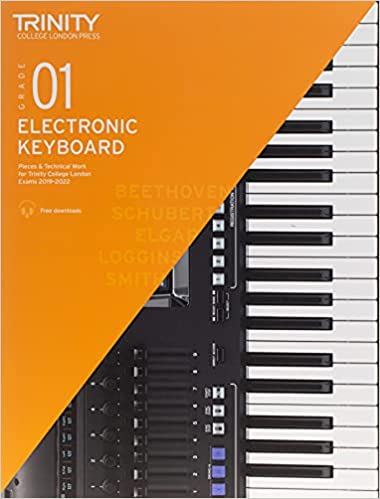 TRINITY
COLLEGE LONDON PRESS
GRADE
01
ELECTRONIC
KEYBOARD
Pieces & Technical Work
for Trinity College London
Exams 2019-2022
BEETHOVEN
SCHUBERT
ELGAR
LOGGINS
SMITH
Free downloads
REGISTRATION